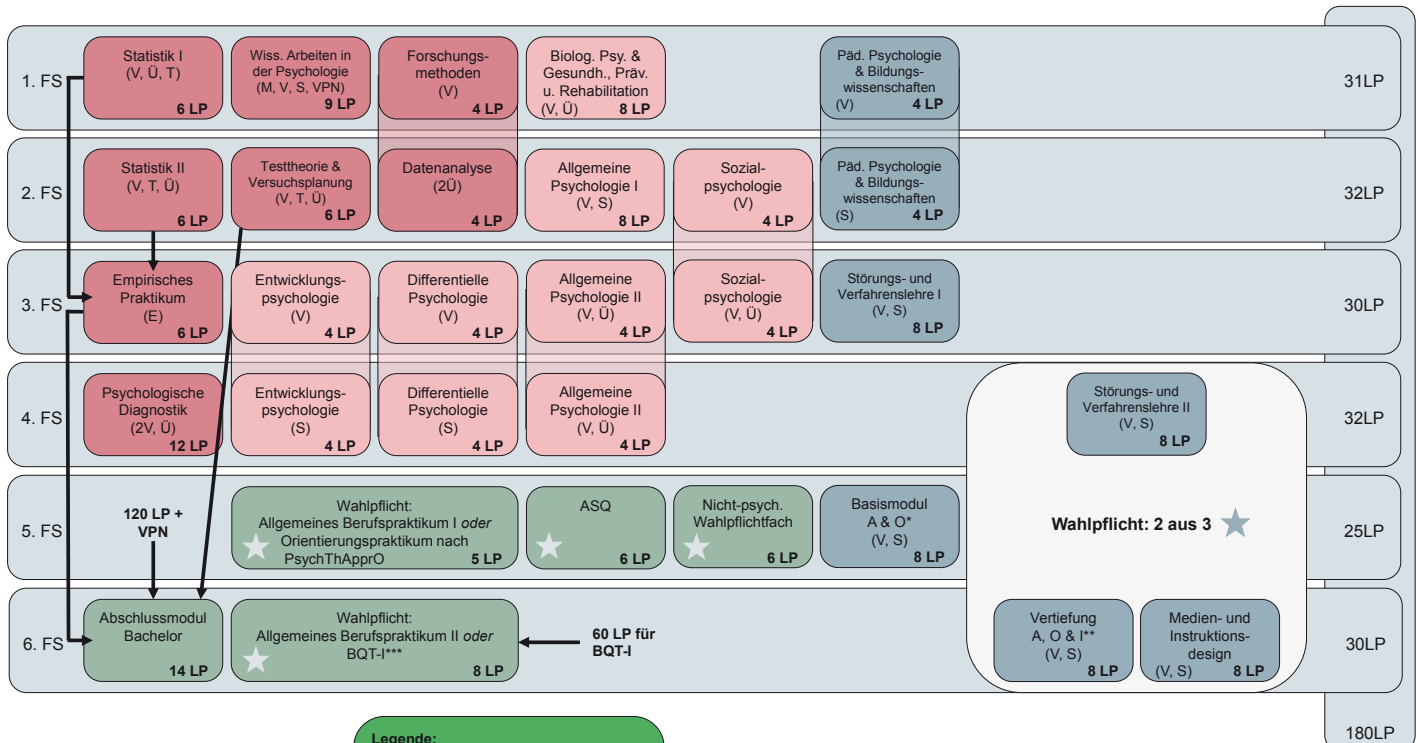 1. FS
Statistik I
(V, Ü, T)
6 LP
Wiss. Arbeiten in
der Psychologie
(M, V, S, VPN)
9 LP
Forschungs-
methoden
(V)
4 LP
Biolog. Psy. &
Gesundh., Präv.
u. Rehabilitation
(V, Ü) 8 LP
Päd. Psychologie
& Bildungs-
wissenschaften
(V) 4 LP
31LP
2. FS
Statistik II
(V, T, Ü)
6 LP
Testtheorie &
Versuchsplanung
(V, T, Ü)
6 LP
Datenanalyse
(2Ü)
4 LP
Allgemeine
Psychologie I
(V, S)
8 LP
Sozial-
psychologie
(V)
4 LP
Päd. Psychologie
& Bildungs-
wissenschaften
(S) 4 LP
32LP
3. FS
Empirisches
Praktikum
(E)
6 LP
Entwicklungs-
psychologie
(V)
4 LP
Differentielle
Psychologie
(V)
4 LP
Allgemeine
Psychologie II
(V, Ü)
4 LP
Sozial-
psychologie
(V, Ü)
4 LP
Störungs- und
Verfahrenslehre I
(V, S)
8 LP
30LP
4. FS
Psychologische
Diagnostik
(2V, Ü)
12 LP
Entwicklungs-
psychologie
(S)
4 LP
Differentielle
Psychologie
(S)
4 LP
Allgemeine
Psychologie II
(V, Ü)
4 LP
Störungs- und
Verfahrenslehre II
(V, S)
8 LP
32LP
5. FS
120 LP +
VPN
Wahlpflicht:
Allgemeines Berufspraktikum I oder
Orientierungspraktikum nach
PsychThApprO 5 LP
ASQ
6 LP
Nicht-psych.
Wahlpflichtfach
6 LP
Basismodul
A & O*
(V, S)
8 LP
Wahlpflicht: 2 aus 3
25LP
6. FS
Abschlussmodul
Bachelor
14 LP
Wahlpflicht:
Allgemeines Berufspraktikum II oder
BQT-I***
8 LP
60 LP für
BQT-I
Vertiefung
A, O & I**
(V, S)
8 LP
Medien- und
Instruktions-
design
(V, S) 8 LP
30LP
180LP
Legende: